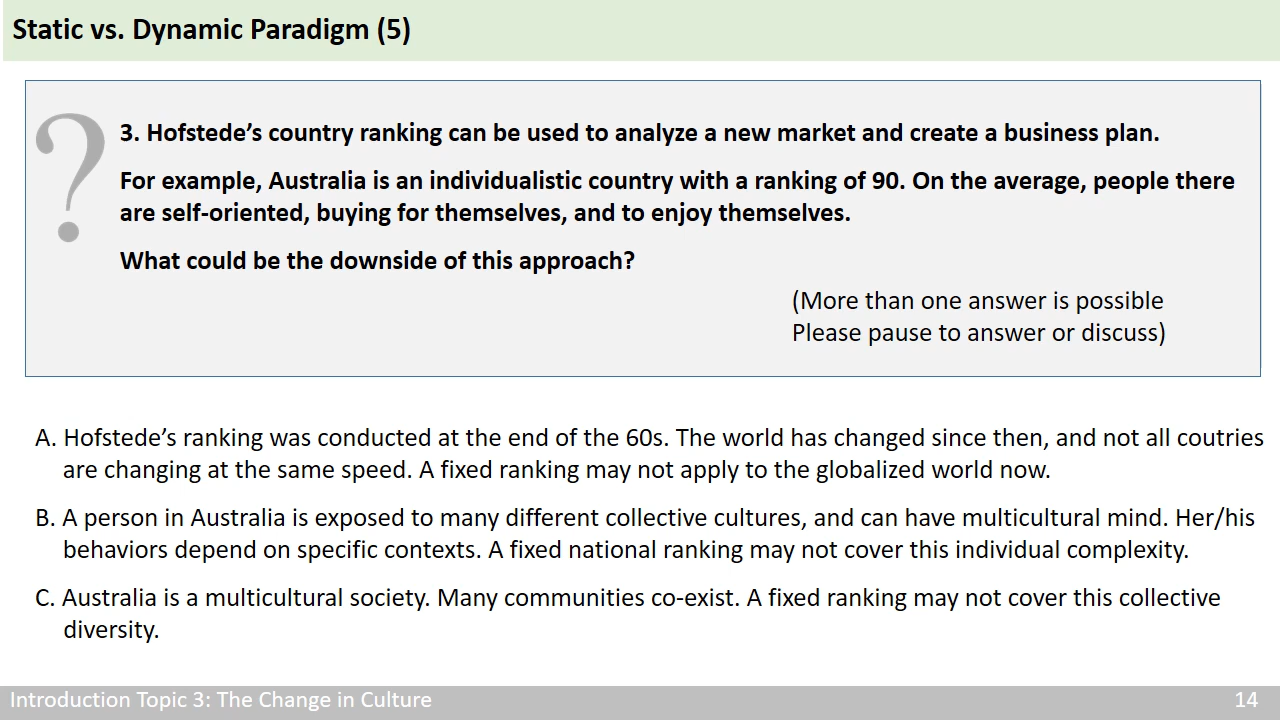 Static vs. Dynamic Paradigm (5)
?
3. Hofstede’s country ranking can be used to analyze a new market and create a business plan.
For example, Australia is an individualistic country with a ranking of 90. On the average, people there
are self-oriented, buying for themselves, and to enjoy themselves.
What could be the downside of this approach?
(More than one answer is possible
Please pause to answer or discuss)
A. Hofstede’s ranking was conducted at the end of the 60s. The world has changed since then, and not all coutries
are changing at the same speed. A fixed ranking may not apply to the globalized world now.
B. A person in Australia is exposed to many different collective cultures, and can have multicultural mind. Her/his
behaviors depend on specific contexts. A fixed national ranking may not cover this individual complexity.
C. Australia is a multicultural society. Many communities co-exist. A fixed ranking may not cover this collective
diversity.
Introduction Topic 3: The Change in Culture
14